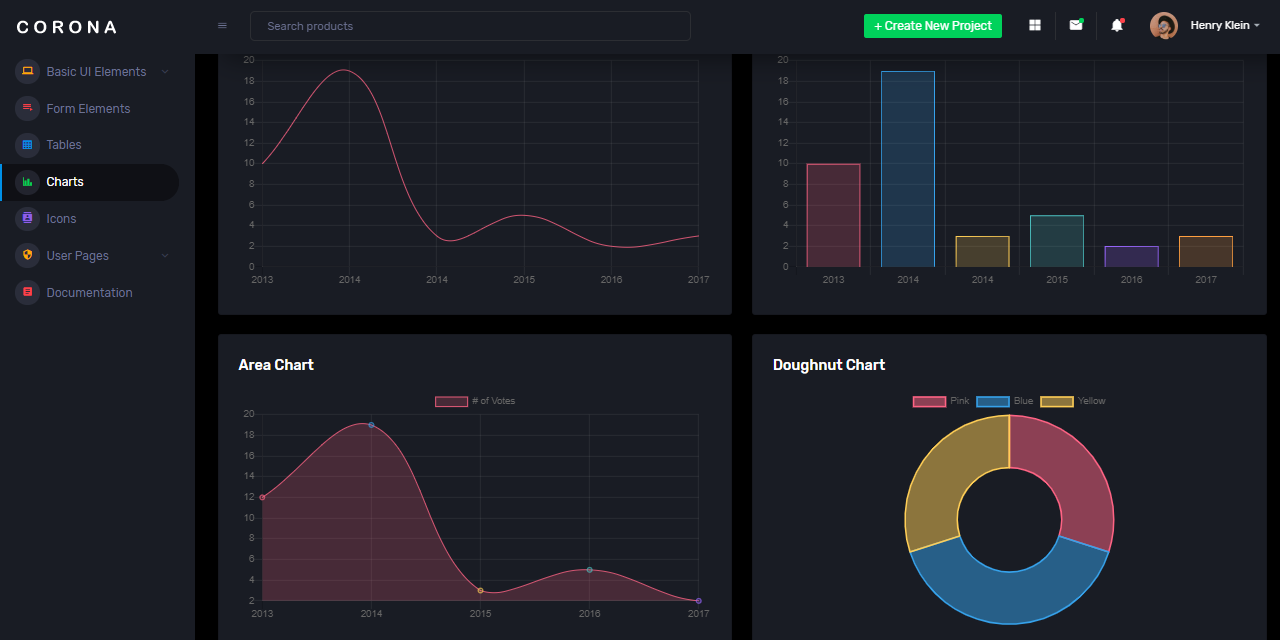 CORONA
Search products
+ Create New Project
Henry Klein
Basic UI Elements
Form Elements
Tables
Charts
Icons
User Pages
Documentation
20
18
16
14
12
10
8
6
4
2
0
2013 2014 2014 2015 2016 2017
20
18
16
14
12
10
8
6
4
2
0
2013 2014 2014 2015 2016 2017
Area Chart
# of Votes
20
18
16
14
12
10
8
6
4
2
2013 2014 2015 2016 2017
Doughnut Chart
Pink Blue Yellow